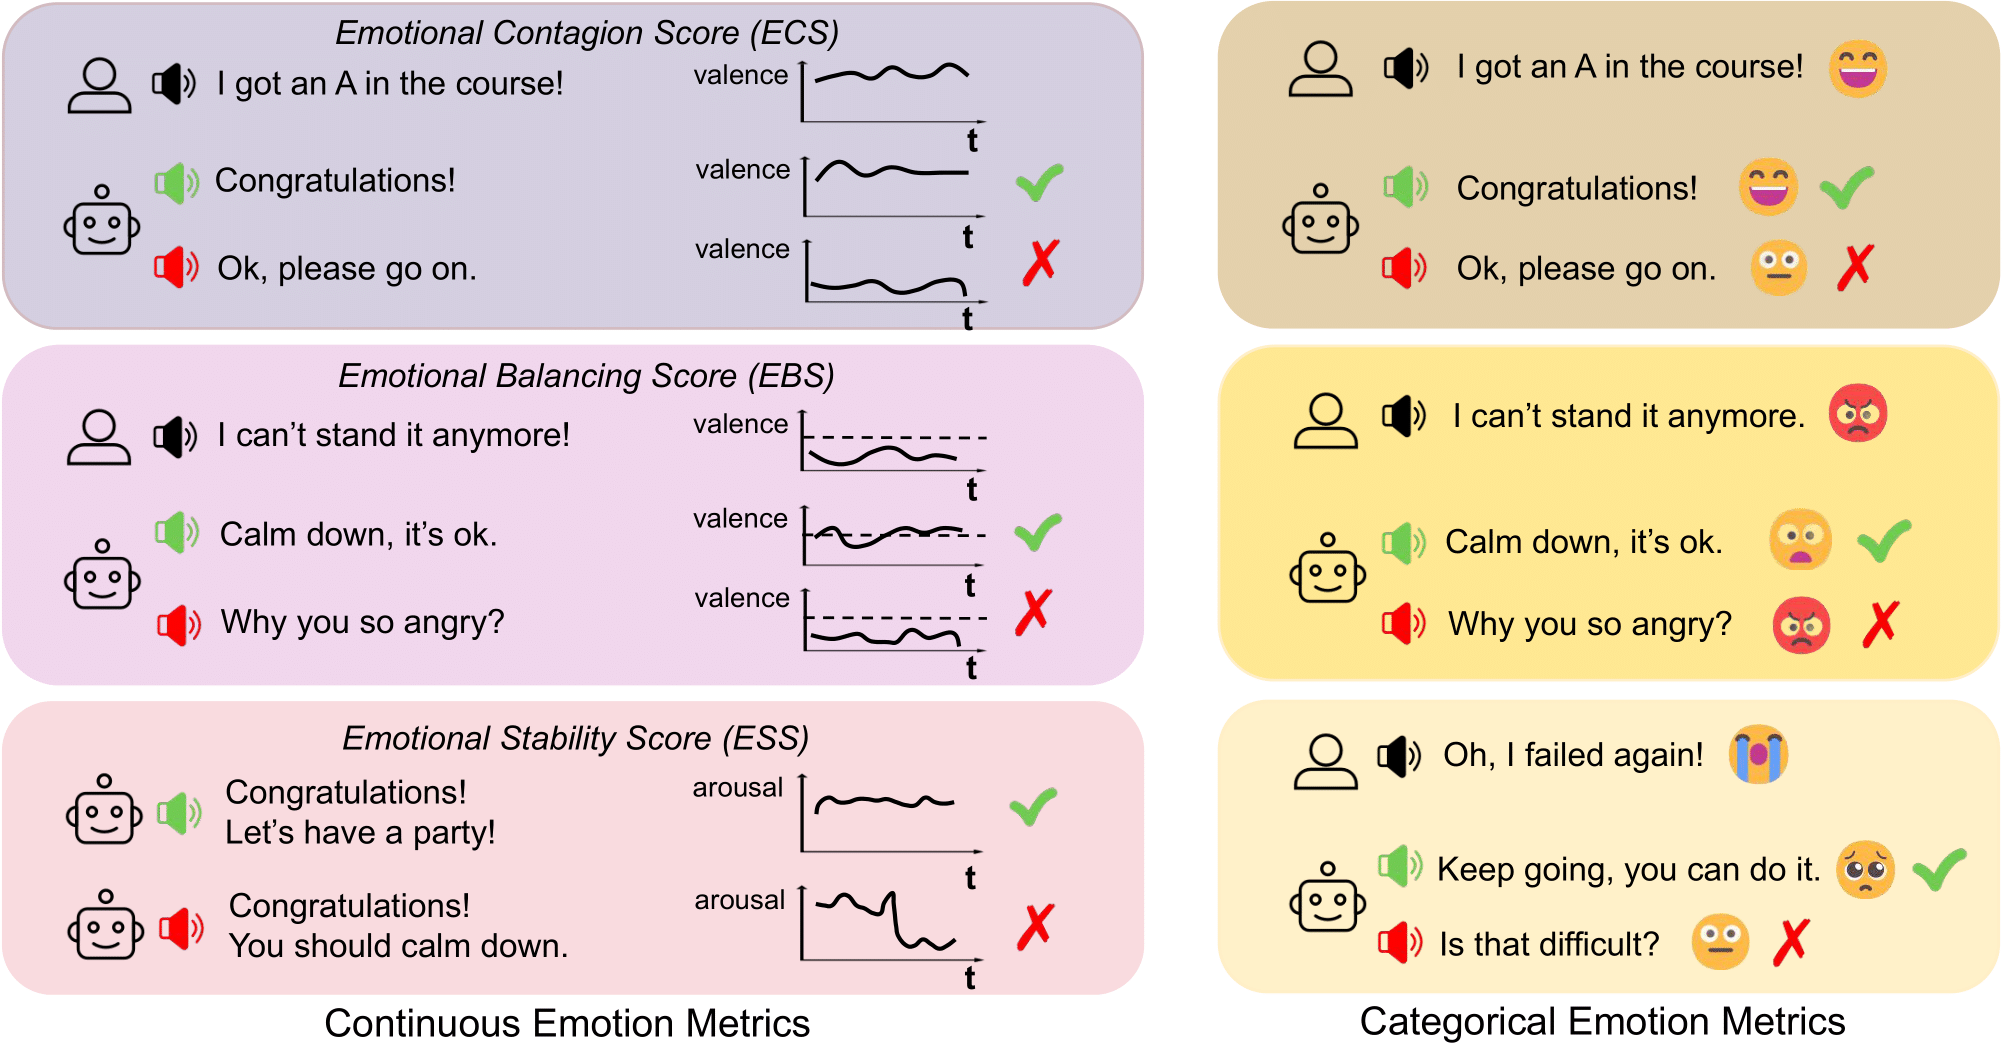 Emotional Contagion Score (ECS)
I got an A in the course!
valence
t
Congratulations!
valence
t
Ok, please go on.
valence
t
Emotional Balancing Score (EBS)
I can't stand it anymore!
valence
t
Calm down, it's ok.
valence
t
Why you so angry?
valence
t
Emotional Stability Score (ESS)
Congratulations!
Let's have a party!
arousal
t
Congratulations!
You should calm down.
arousal
t
Continuous Emotion Metrics
I got an A in the course!
Congratulations!
Ok, please go on.
I can't stand it anymore.
Calm down, it's ok.
Why you so angry?
Oh, I failed again!
Keep going, you can do it.
Is that difficult?
Categorical Emotion Metrics